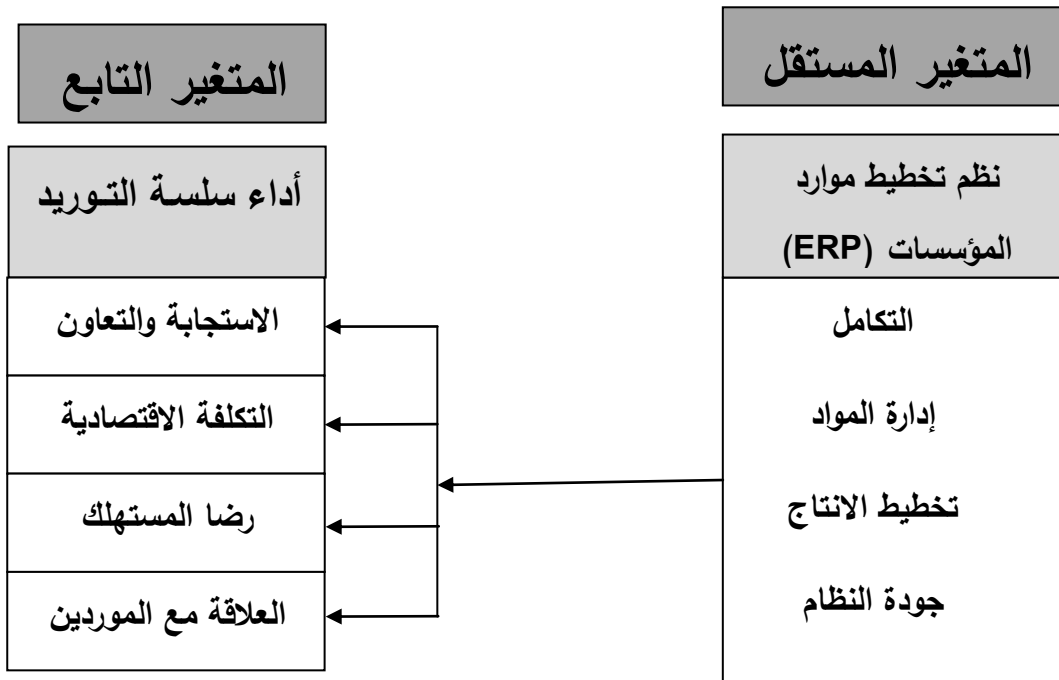 المتغير المستقل
نظم تخطيط موارد
المؤسسات (ERP)
التكامل
إدارة المواد
تخطيط الانتاج
جودة النظام
المتغير التابع
أداء سلسة التوريد
الاستجابة والتعاون
التكلفة الاقتصادية
رضا المستهلك
العلاقة مع الموردين